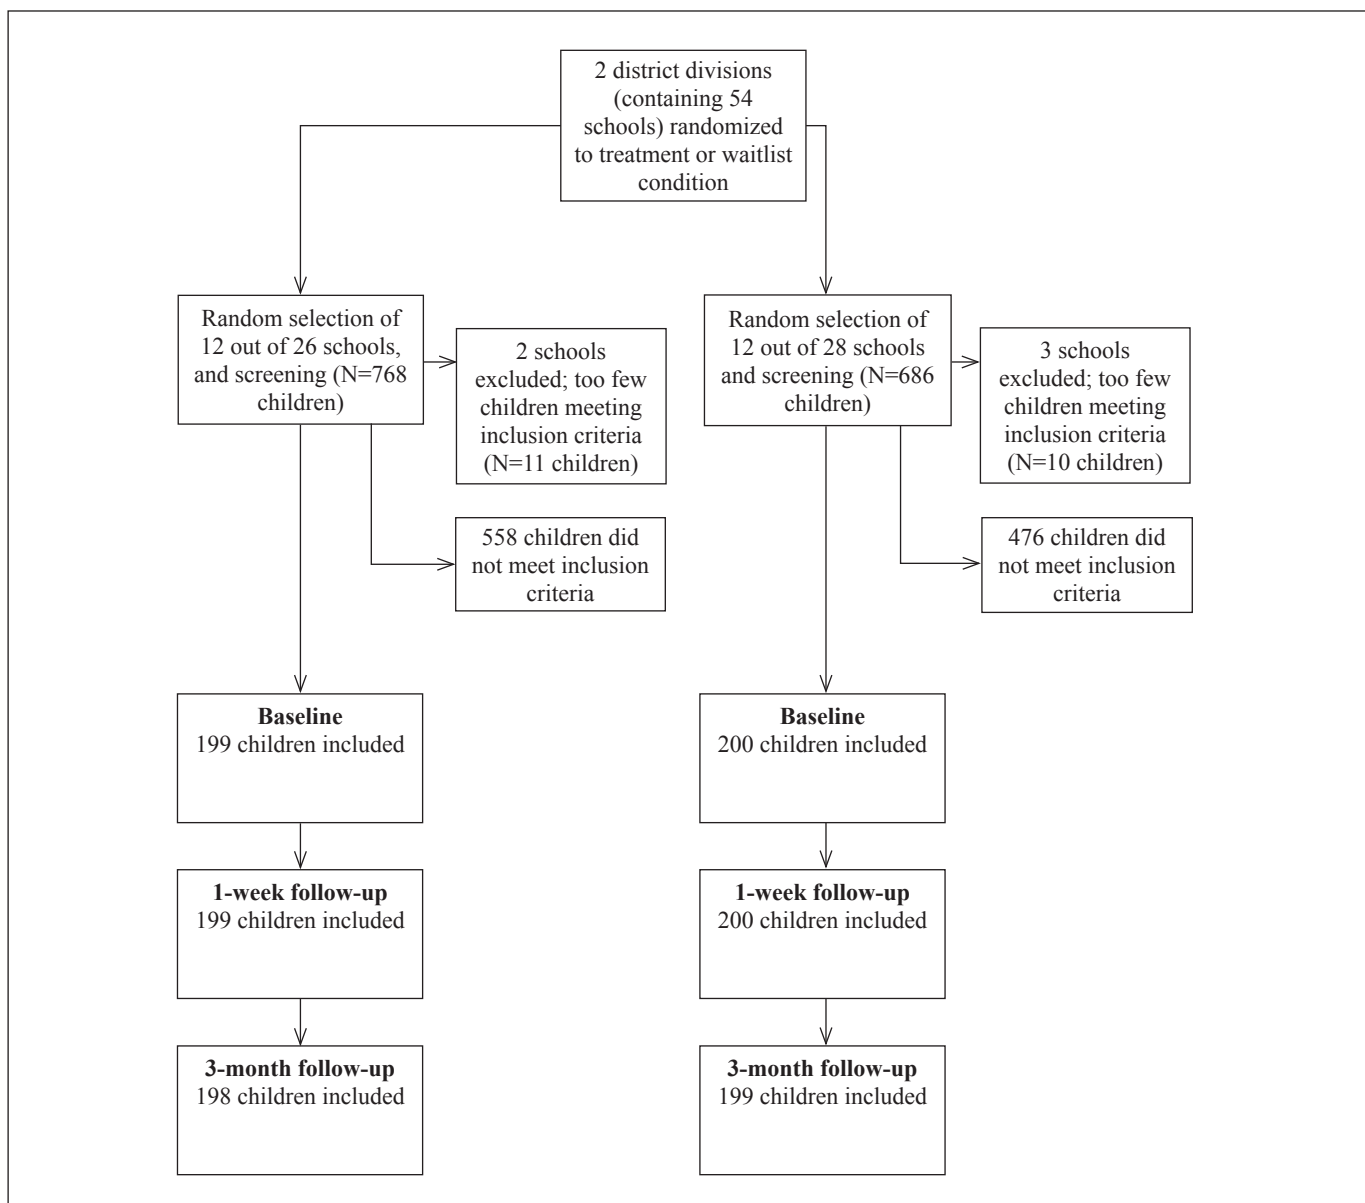 2 district divisions
(containing 54
schools) randomized
to treatment or waitlist
condition
Random selection of
12 out of 26 schools,
and screening (N=768
children)
2 schools
excluded; too few
children meeting
inclusion criteria
(N=11 children)
558 children did
not meet inclusion
criteria
Random selection of
12 out of 28 schools
and screening (N=686
children)
3 schools
excluded; too few
children meeting
inclusion criteria
(N=10 children)
476 children did
not meet inclusion
criteria
Baseline
199 children included
Baseline
200 children included
1-week follow-up
199 children included
1-week follow-up
200 children included
3-month follow-up
198 children included
3-month follow-up
199 children included